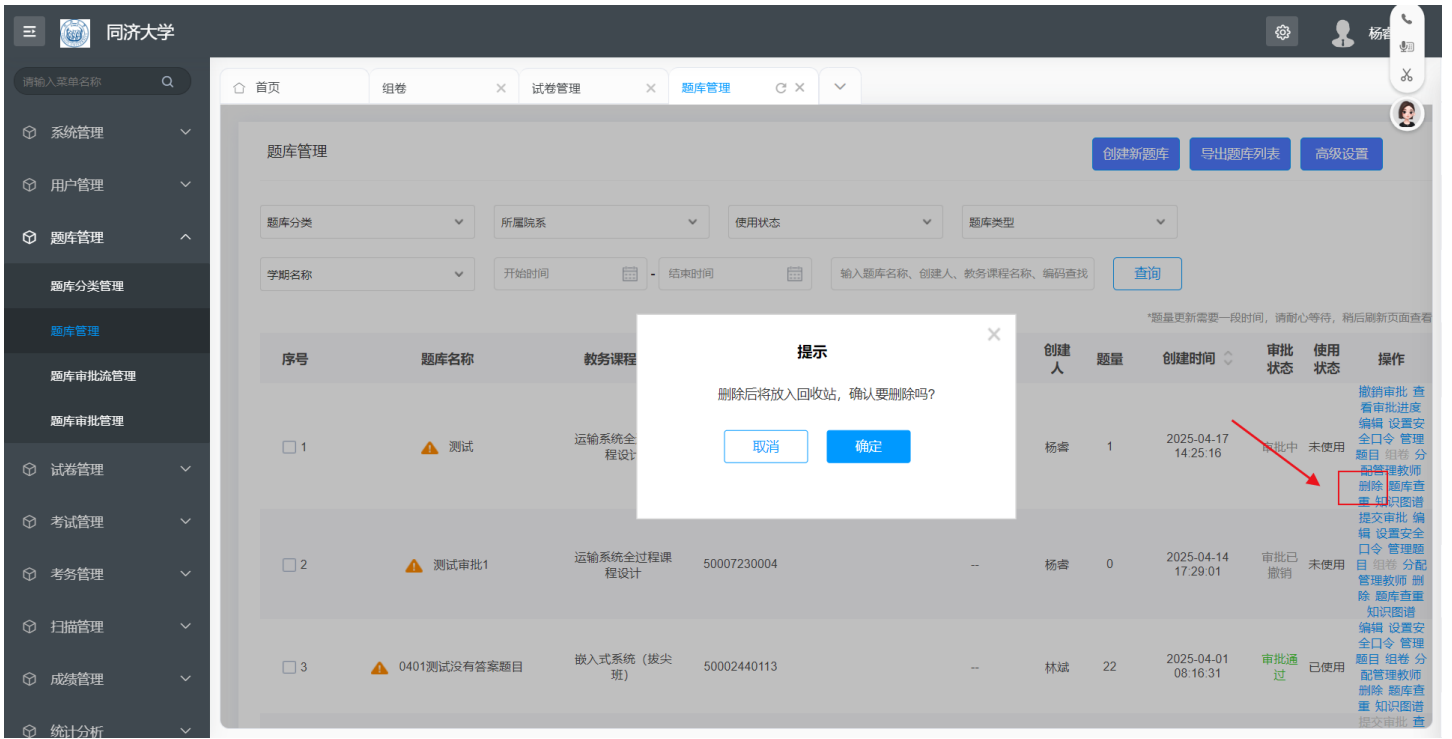 同济大学
杨睿
请输入菜单名称
首页
组卷
试卷管理
题库管理
系统管理
用户管理
题库管理
题库分类管理
题库管理
题库审批流管理
题库审批管理
试卷管理
考试管理
考务管理
扫描管理
成绩管理
统计分析
题库管理
创建新题库
导出题库列表
高级设置
题库分类
所属院系
使用状态
题库类型
学期名称
开始时间
-
结束时间
输入题库名称、创建人、教务课程名称、编码查找
查询
*题量更新需要一段时间，请耐心等待，稍后刷新页面查看
序号
题库名称
教务课程
创建
人
题量
创建时间
审批
状态
使用
状态
操作
提示
删除后将放入回收站，确认要删除吗?
取消
确定
1
测试
运输系统全
程设计
杨睿
1
2025-04-17
14:25:16
审批中
未使用
撤销审批 查
看审批进度
编辑 设置安
全口令 管理
题目 组卷 分
配管理教师
删除 题库查
重 知识图谱
2
测试审批1
运输系统全过程课
程设计
50007230004
--
杨睿
0
2025-04-14
17:29:01
审批已
撤销
未使用
提交审批 编
辑 设置安全
口令 管理题
目 组卷 分配
管理教师 删
除 题库查重
知识图谱
3
0401测试没有答案题目
嵌入式系统（拔尖
班）
50002440113
--
林斌
22
2025-04-01
08:16:31
审批通
过
已使用
编辑 设置安
全口令 管理
题目 组卷 分
配管理教师
删除 题库查
重 知识图谱
提交审批 查